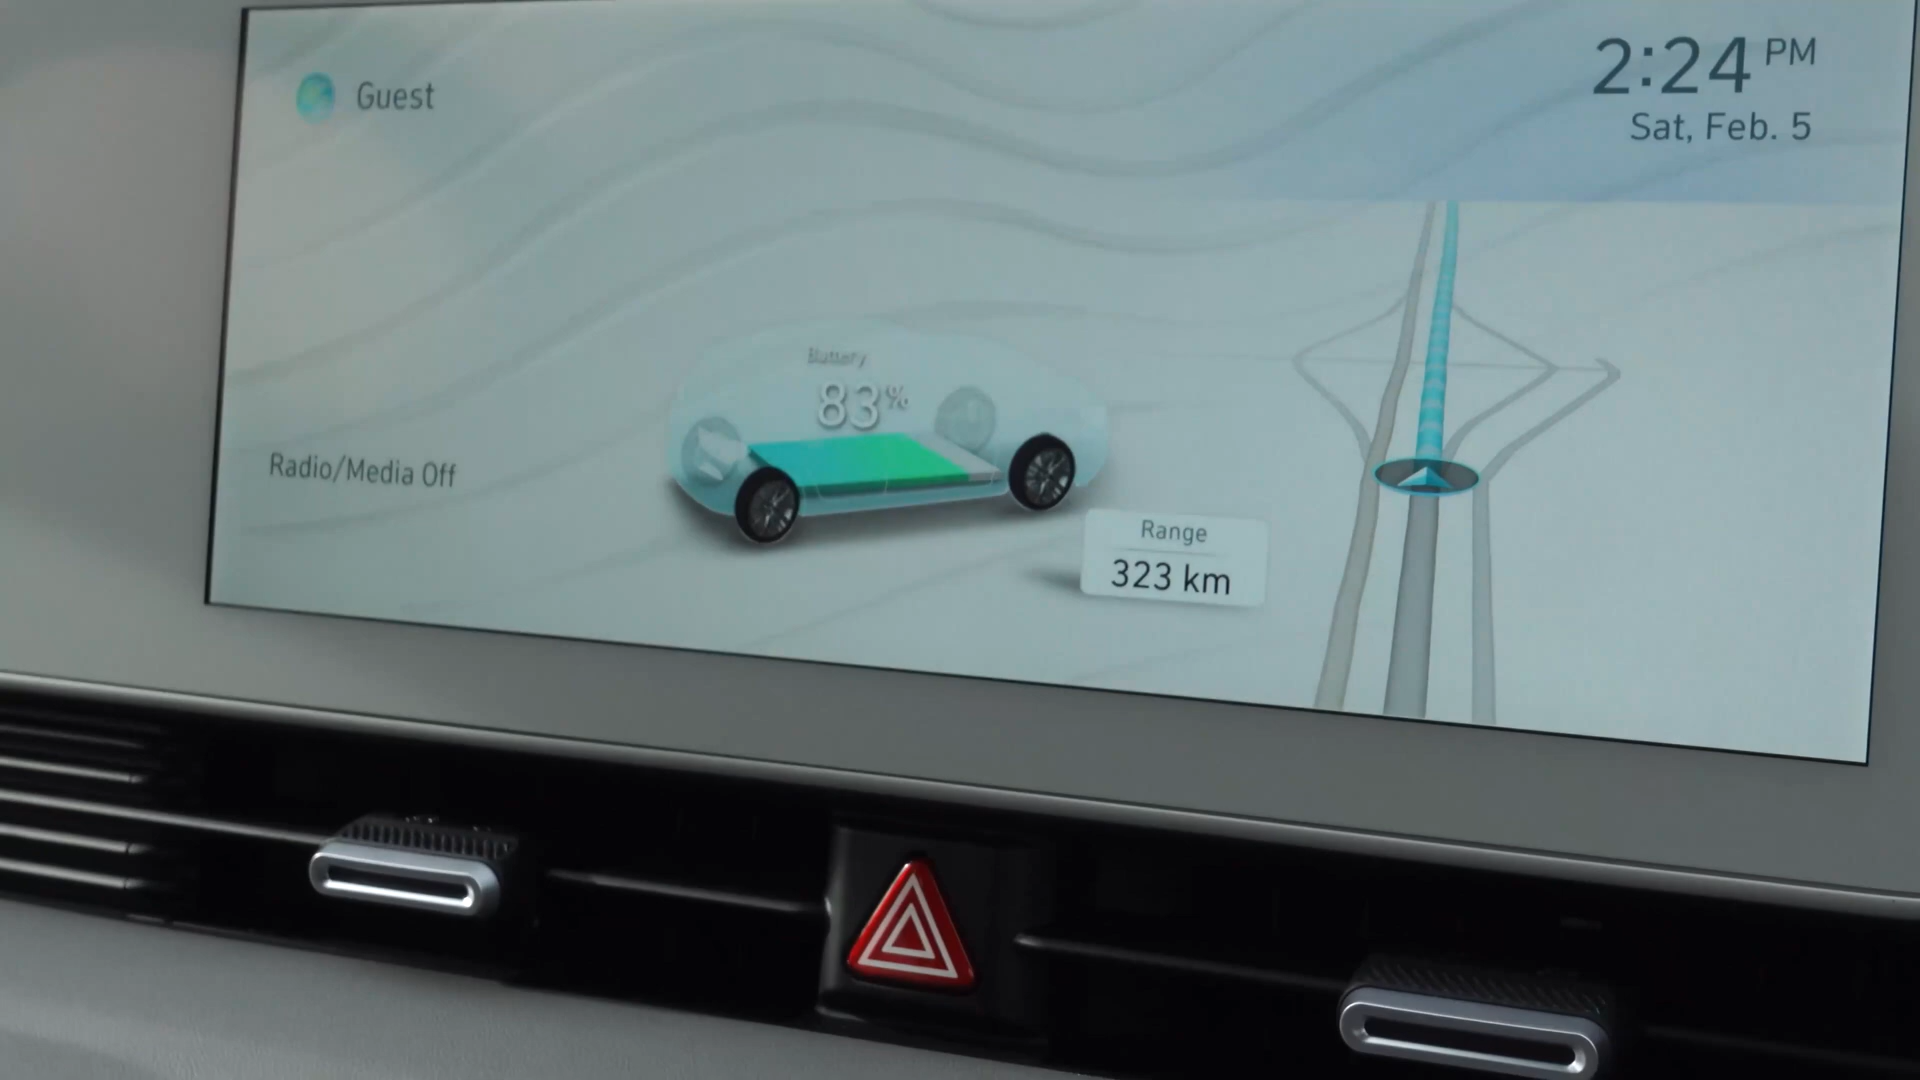 Guest
2:24 PM
Sat, Feb. 5
Battery
83%
Radio/Media Off
Range
323 km